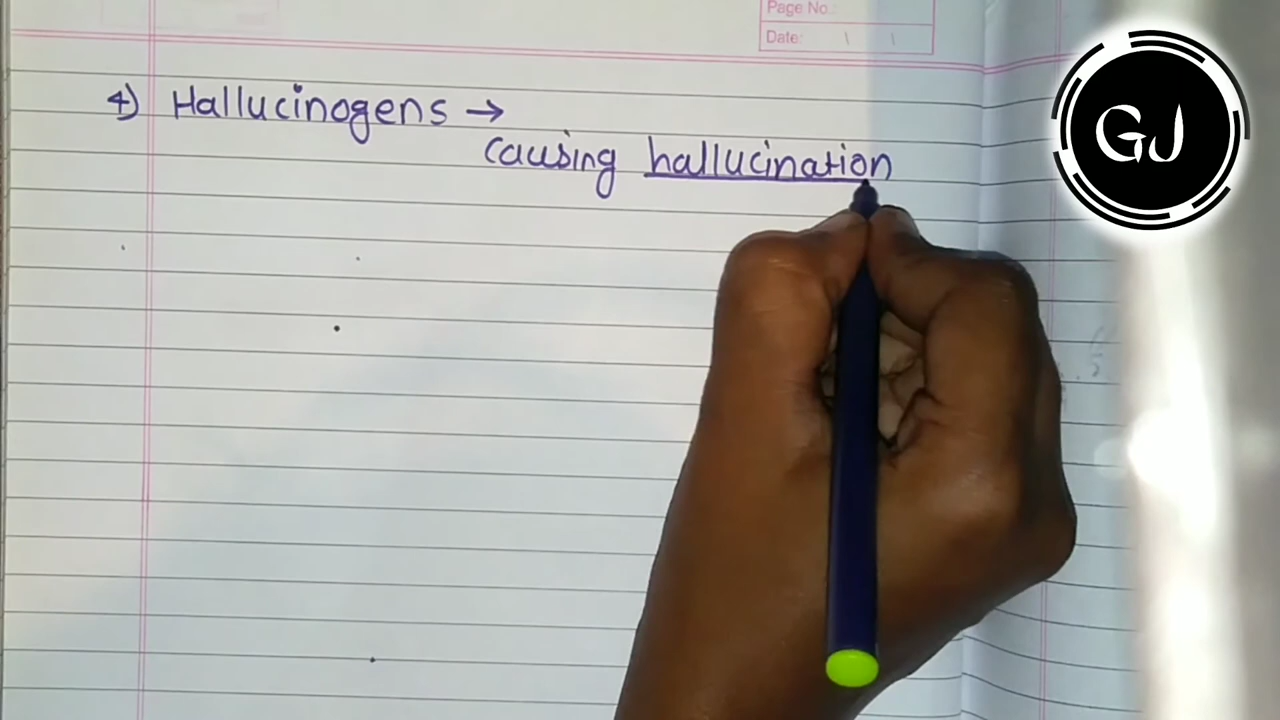 Page No.:
Date:
4) Hallucinogens →
causing hallucination
GJ